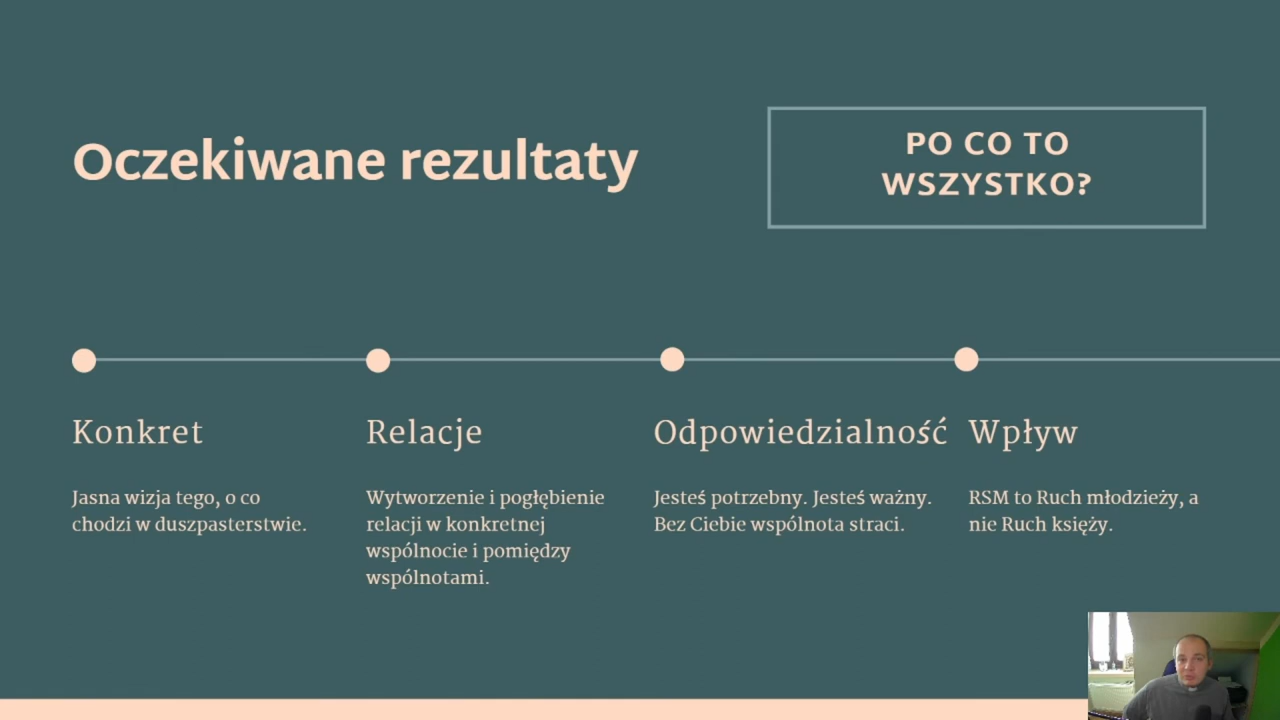 Oczekiwane rezultaty
PO CO TO
WSZYSTKO?
Konkret
Jasna wizja tego, o co
chodzi w duszpasterstwie.
Relacje
Wytworzenie i pogłębienie
relacji w konkretnej
wspólnocie i pomiędzy
wspólnotami.
Odpowiedzialność
Jesteś potrzebny. Jesteś ważny.
Bez Ciebie wspólnota straci.
Wpływ
RSM to Ruch młodzieży, a
nie Ruch księży.